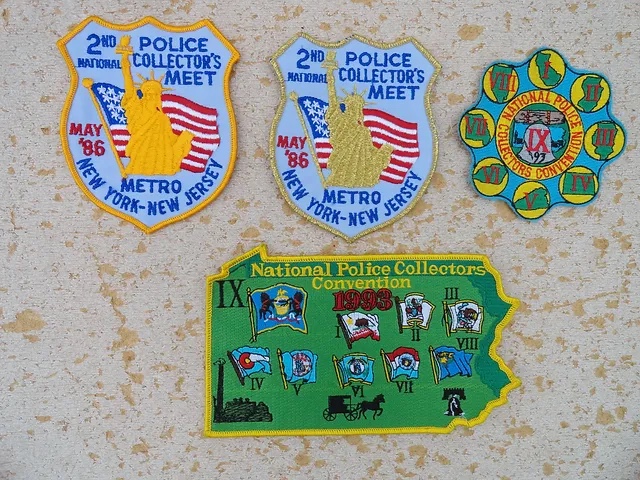 2ND POLICE
NATIONAL COLLECTOR'S
MEET
MAY
'86
METRO
NEW YORK-NEW JERSEY
2ND POLICE
NATIONAL COLLECTOR'S
MEET
MAY
'86
METRO
NEW YORK-NEW JERSEY
NATIONAL POLICE
COLLECTORS CONVENTION
IX
'93
I
II
III
IV
V
VI
VII
VIII
National Police Collectors
Convention
1993
IX
I
II
III
IV
V
VI
VII
VIII